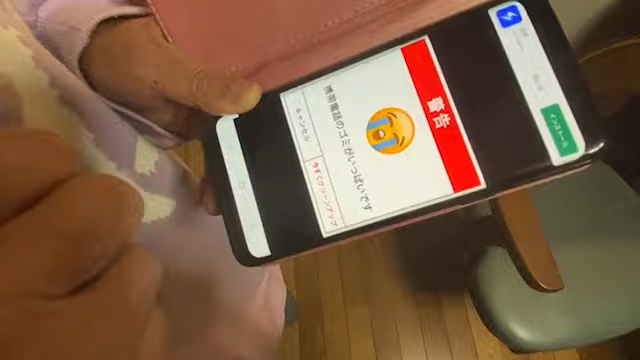 警告
携帯電話のゴミがいっぱいです
キャンセル
今すぐクリーンアップ
インストール